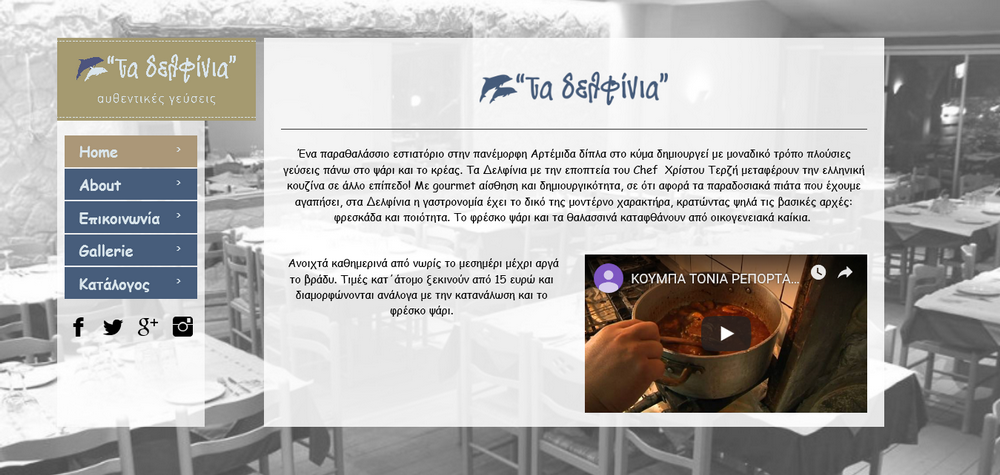 “τα δελφίνια”
αυθεντικές γεύσεις
Home >
About >
Επικοινωνία >
Gallerie >
Κατάλογος >
g+
“τα δελφίνια”
Ένα παραθαλάσσιο εστιατόριο στην πανέμορφη Αρτέμιδα δίπλα στο κύμα δημιουργεί με μοναδικό τρόπο πλούσιες
γεύσεις πάνω στο ψάρι και το κρέας. Τα Δελφίνια με την εποπτεία του Chef Χρίστου Τερζή μεταφέρουν την ελληνική
κουζίνα σε άλλο επίπεδο! Με gourmet αίσθηση και δημιουργικότητα, σε ότι αφορά τα παραδοσιακά πιάτα που έχουμε
αγαπήσει, στα Δελφίνια η γαστρονομία έχει το δικό της μοντέρνο χαρακτήρα, κρατώντας ψηλά τις βασικές αρχές:
φρεσκάδα και ποιότητα. Το φρέσκο ψάρι και τα θαλασσινά καταφθάνουν από οικογενειακά καίκια.
Ανοιχτά καθημερινά από νωρίς το μεσημέρι μέχρι αργά
το βράδυ. Τιμές κατ΄άτομο ξεκινούν από 15 ευρώ και
διαμορφώνονται ανάλογα με την κατανάλωση και το
φρέσκο ψάρι.
ΚΟΥΜΠΑ ΤΟΝΙΑ ΡΕΠΟΡΤΑ...